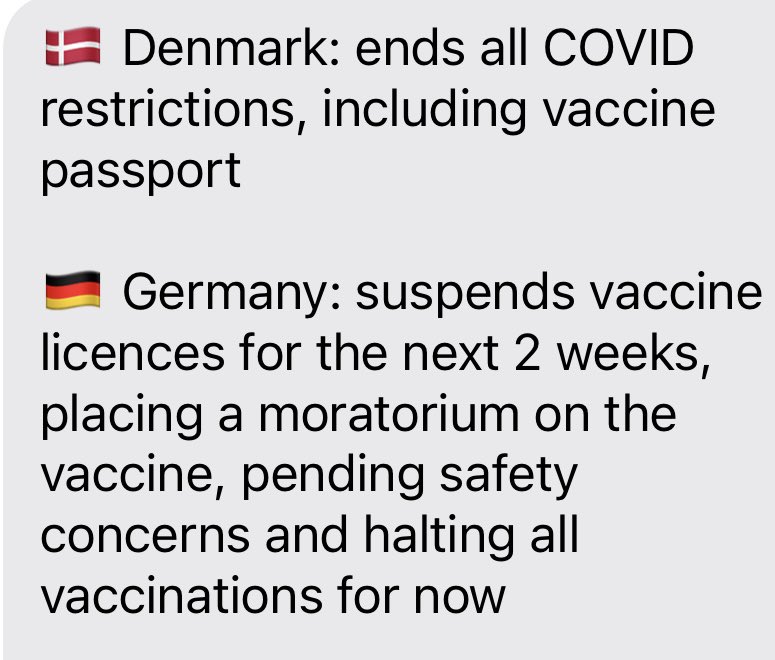 🇩🇰 Denmark: ends all COVID
restrictions, including vaccine
passport
🇩🇪 Germany: suspends vaccine
licences for the next 2 weeks,
placing a moratorium on the
vaccine, pending safety
concerns and halting all
vaccinations for now